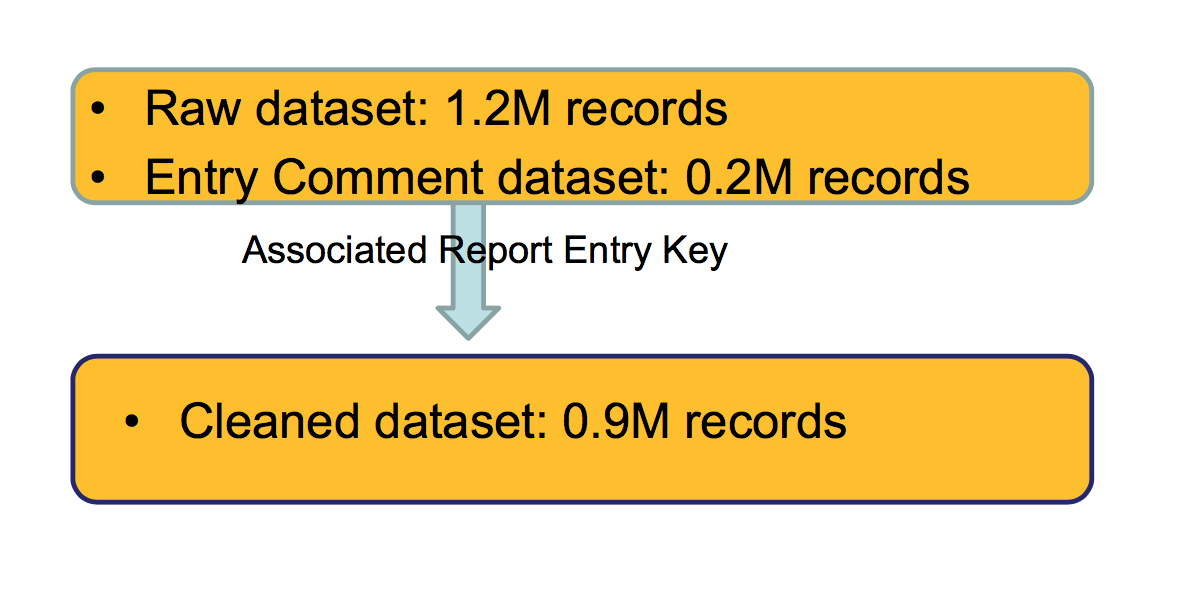 • Raw dataset: 1.2M records
• Entry Comment dataset: 0.2M records
Associated Report Entry Key
• Cleaned dataset: 0.9M records